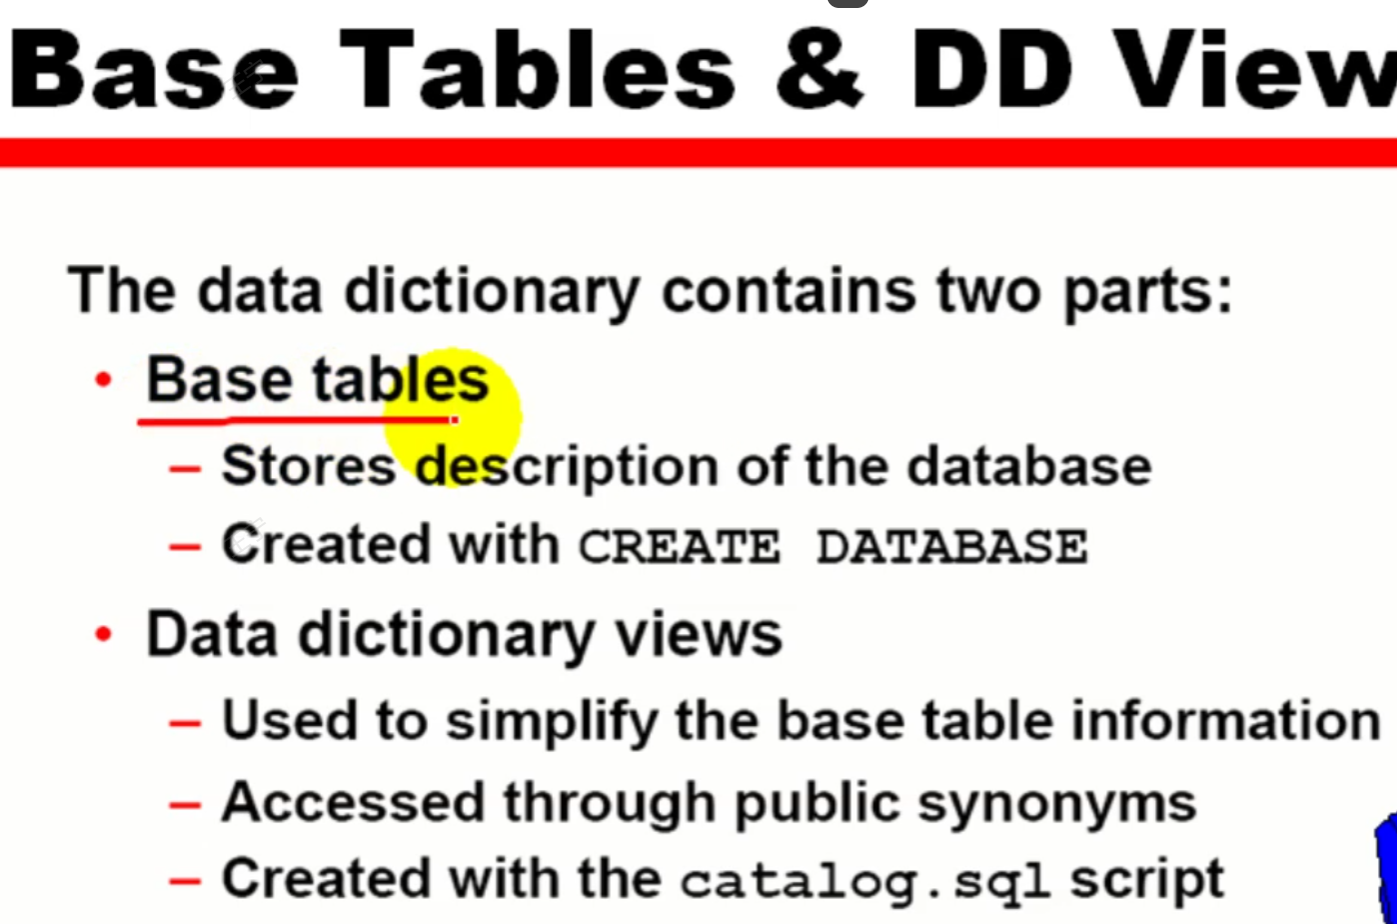 Base Tables & DD View
The data dictionary contains two parts:
• Base tables
– Stores description of the database
– Created with CREATE DATABASE
• Data dictionary views
– Used to simplify the base table information
– Accessed through public synonyms
– Created with the catalog.sql script